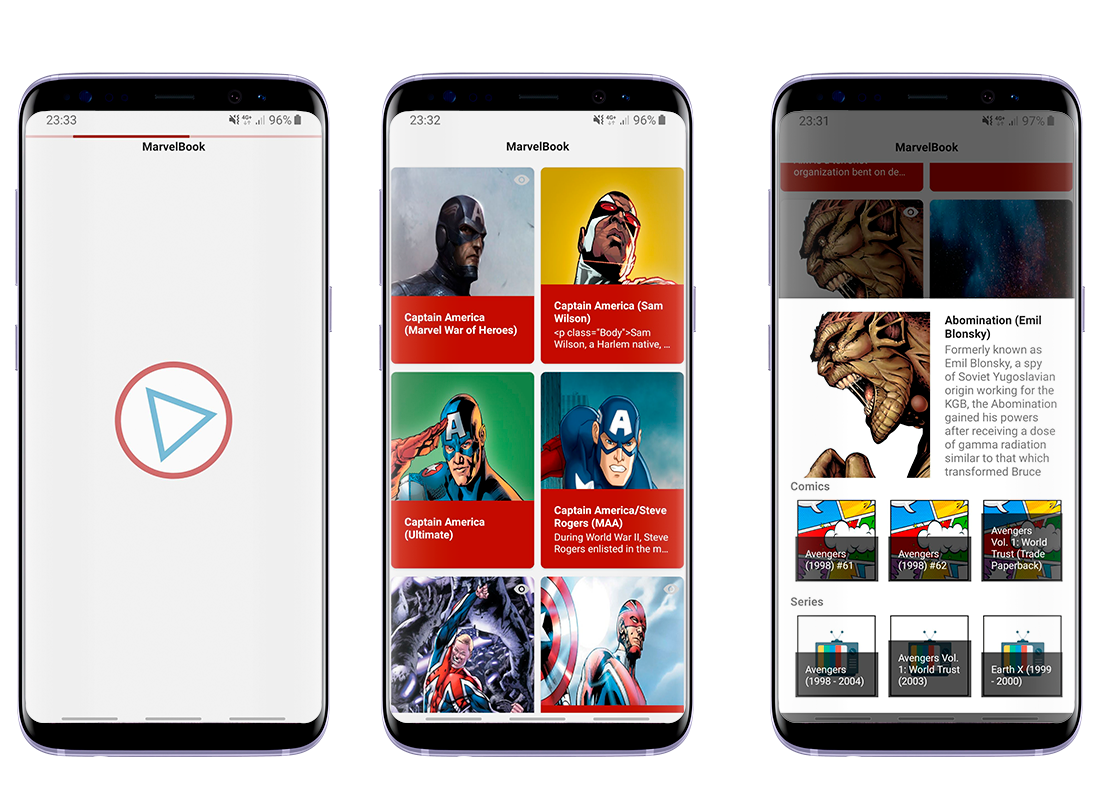 23:33
4G+
96%
MarvelBook
23:32
4G+
96%
MarvelBook
Captain America
(Marvel War of Heroes)
Captain America (Sam
Wilson)
<p class="Body">Sam
Wilson, a Harlem native, ...
A
Captain America
(Ultimate)
A
Captain America/Steve
Rogers (MAA)
During World War II, Steve
Rogers enlisted in the m...
23:31
4G+
97%
MarvelBook
organization bent on de...
Abomination (Emil
Blonsky)
Formerly known as
Emil Blonsky, a spy
of Soviet Yugoslavian
origin working for the
KGB, the Abomination
gained his powers
after receiving a dose
of gamma radiation
similar to that which
transformed Bruce
Comics
Avengers
(1998) #61
Avengers
(1998) #62
Avengers
Vol. 1: World
Trust (Trade
Paperback)
Series
Avengers
(1998 - 2004)
Avengers Vol.
1: World Trust
(2003)
Earth X (1999
- 2000)